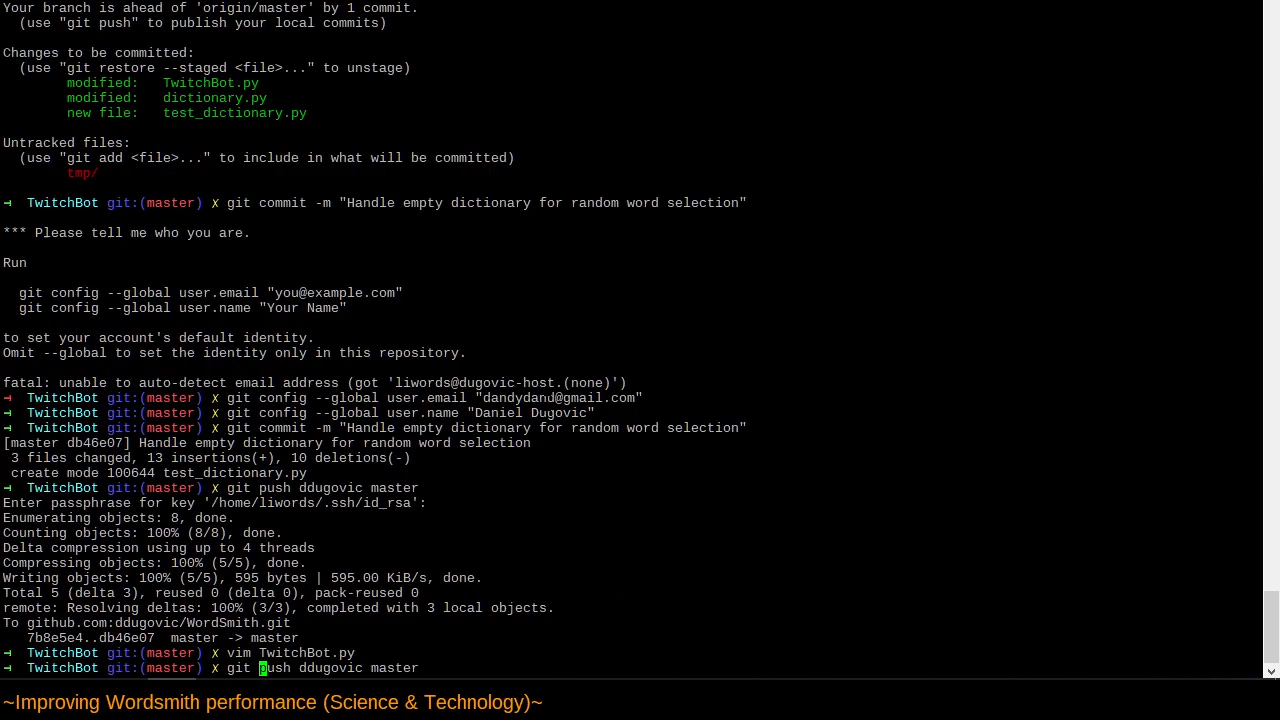 Your branch is ahead of 'origin/master' by 1 commit.
  (use "git push" to publish your local commits)
Changes to be committed:
  (use "git restore --staged <file>..." to unstage)
        modified:   TwitchBot.py
        modified:   dictionary.py
        new file:   test_dictionary.py
Untracked files:
  (use "git add <file>..." to include in what will be committed)
        tmp/
⊣  TwitchBot git:(master) ✗ git commit -m "Handle empty dictionary for random word selection"
*** Please tell me who you are.
Run
  git config --global user.email "you@example.com"
  git config --global user.name "Your Name"
to set your account's default identity.
Omit --global to set the identity only in this repository.
fatal: unable to auto-detect email address (got 'liwords@dugovic-host.(none)')
⊣  TwitchBot git:(master) ✗ git config --global user.email "dandydand@gmail.com"
⊣  TwitchBot git:(master) ✗ git config --global user.name "Daniel Dugovic"
⊣  TwitchBot git:(master) ✗ git commit -m "Handle empty dictionary for random word selection"
[master db46e07] Handle empty dictionary for random word selection
 3 files changed, 13 insertions(+), 10 deletions(-)
 create mode 100644 test_dictionary.py
⊣  TwitchBot git:(master) ✗ git push ddugovic master
Enter passphrase for key '/home/liwords/.ssh/id_rsa':
Enumerating objects: 8, done.
Counting objects: 100% (8/8), done.
Delta compression using up to 4 threads
Compressing objects: 100% (5/5), done.
Writing objects: 100% (5/5), 595 bytes | 595.00 KiB/s, done.
Total 5 (delta 3), reused 0 (delta 0), pack-reused 0
remote: Resolving deltas: 100% (3/3), completed with 3 local objects.
To github.com:ddugovic/WordSmith.git
   7b8e5e4..db46e07  master -> master
⊣  TwitchBot git:(master) ✗ vim TwitchBot.py
⊣  TwitchBot git:(master) ✗ git push ddugovic master
~Improving Wordsmith performance (Science & Technology)~